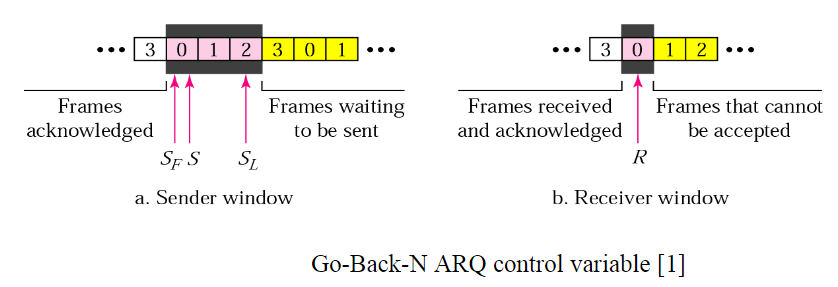 ••• 3 0 1 2 3 0 1 •••
Frames acknowledged
Frames waiting to be sent
S_F S S_L
a. Sender window
••• 3 0 1 2 •••
Frames received and acknowledged
Frames that cannot be accepted
R
b. Receiver window
Go-Back-N ARQ control variable [1]